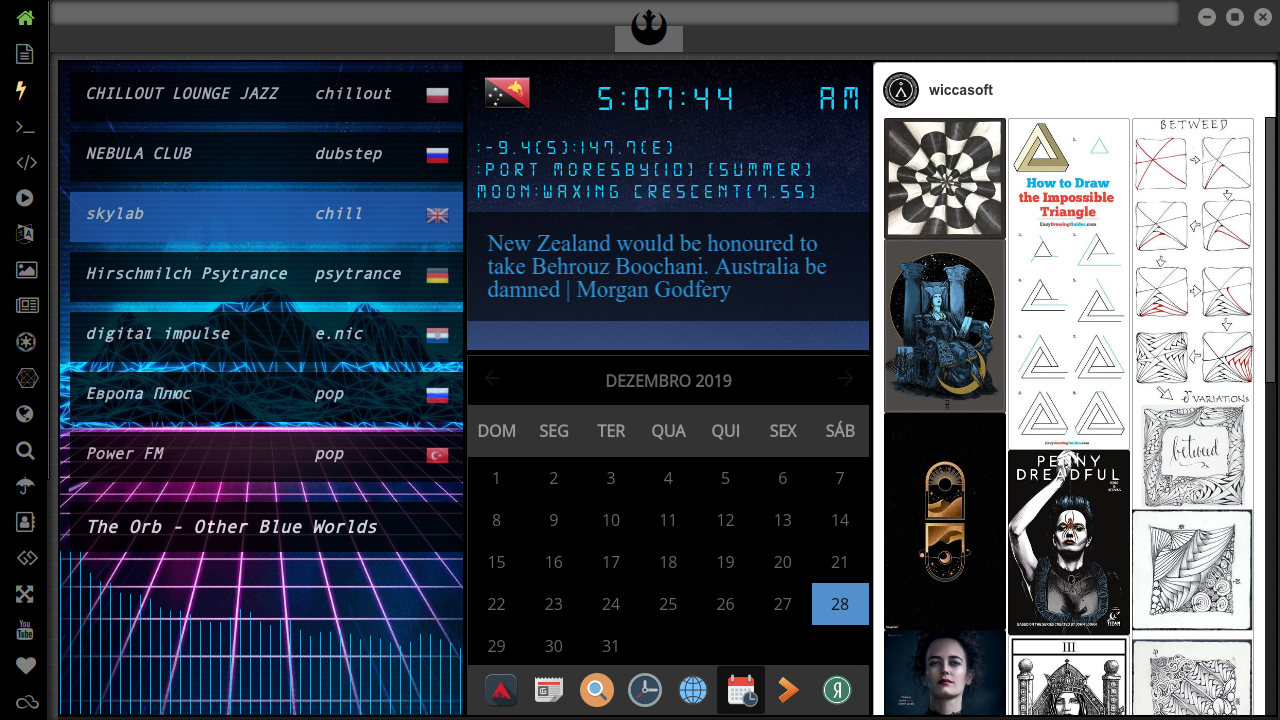 CHILLOUT LOUNGE JAZZ chillout
NEBULA CLUB dubstep
skylab chill
Hirschmilch Psytrance psytrance
digital impulse e.nic
Европа Плюс pop
Power FM pop
The Orb - Other Blue Worlds
5:07:44 AM
:-9.4(S):147.7(E)
:PORT MORESBY(10) (SUMMER)
MOON:WAXING CRESCENT(7.55)
New Zealand would be honoured to
take Behrouz Boochani. Australia be
damned | Morgan Godfery
DEZEMBRO 2019
DOM SEG TER QUA QUI SEX SÁB
1 2 3 4 5 6 7
8 9 10 11 12 13 14
15 16 17 18 19 20 21
22 23 24 25 26 27 28
29 30 31
Я
You
Tube
wiccasoft
How to Draw
the Impossible
Triangle
EasyDrawingGuides.com
PENNY
DREADFUL
BETWEED
VARIATIONS
III